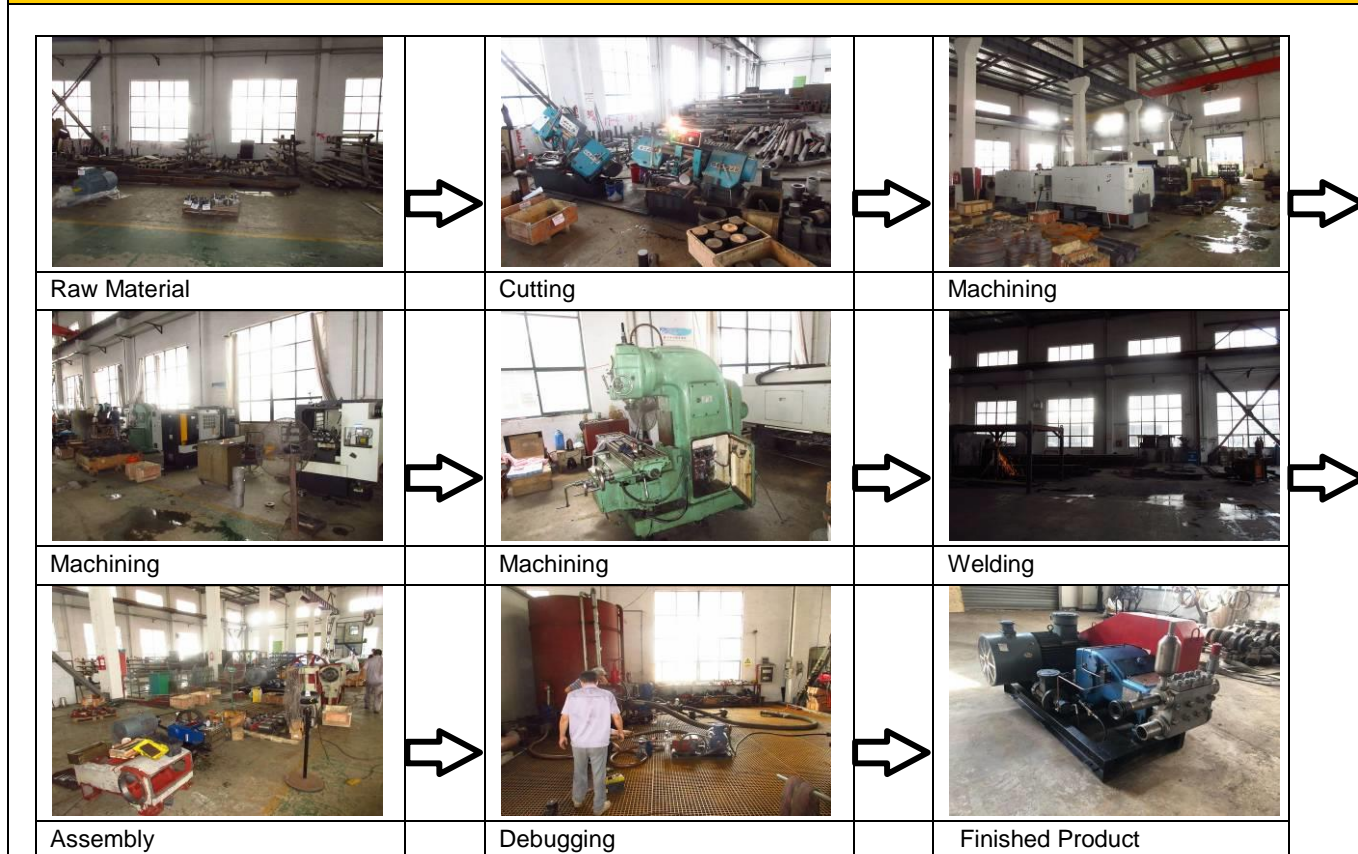 Raw Material
Cutting
Machining
Machining
Machining
Welding
Assembly
Debugging
Finished Product